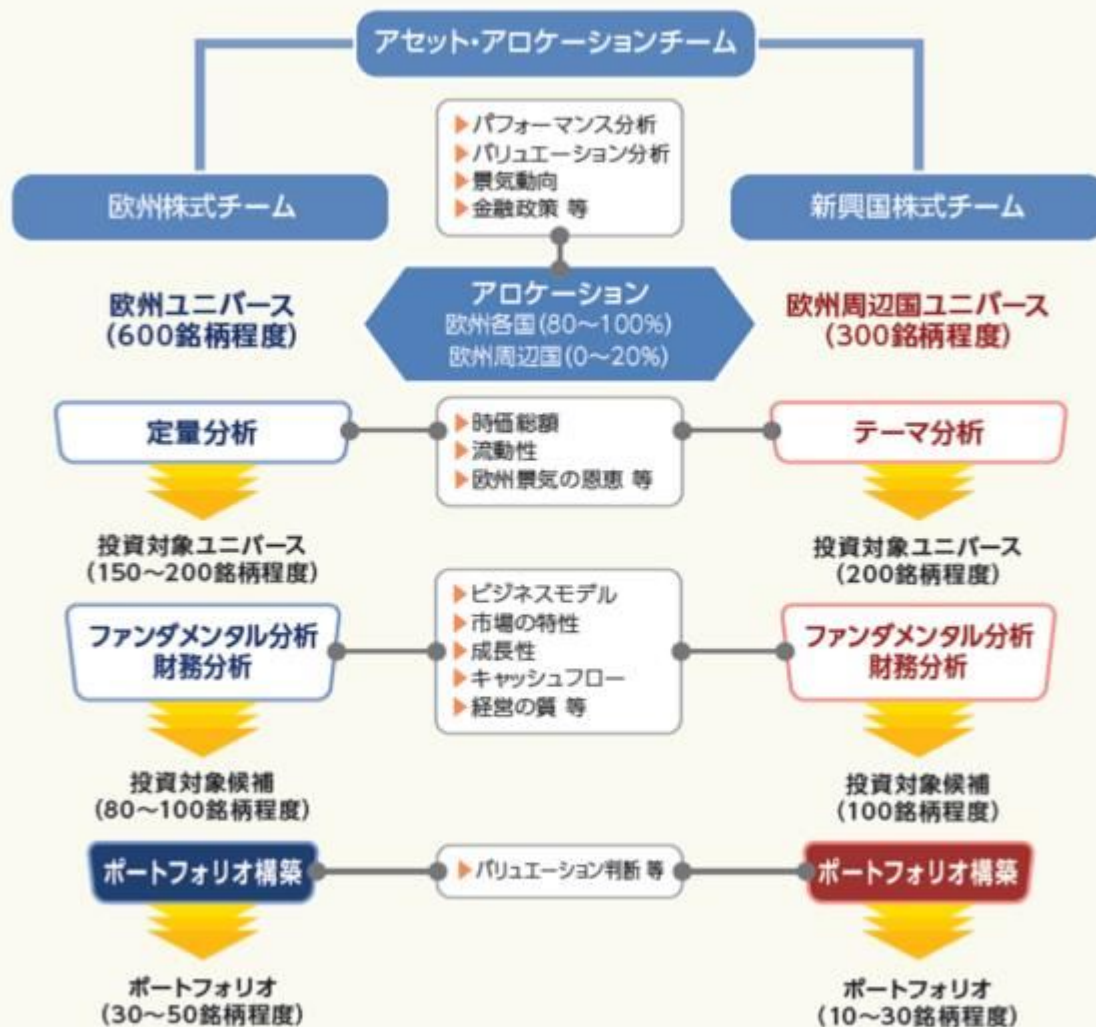 アセット・アロケーションチーム
▶パフォーマンス分析
▶バリュエーション分析
▶景気動向
▶金融政策 等
欧州株式チーム
新興国株式チーム
欧州ユニバース
(600銘柄程度)
アロケーション
欧州各国(80～100%)
欧州周辺国(0～20%)
欧州周辺国ユニバース
(300銘柄程度)
定量分析
▶時価総額
▶流動性
▶欧州景気の恩恵 等
テーマ分析
投資対象ユニバース
(150～200銘柄程度)
投資対象ユニバース
(200銘柄程度)
ファンダメンタル分析
財務分析
▶ビジネスモデル
▶市場の特性
▶成長性
▶キャッシュフロー
▶経営の質 等
ファンダメンタル分析
財務分析
投資対象候補
(80～100銘柄程度)
投資対象候補
(100銘柄程度)
ポートフォリオ構築
▶バリュエーション判断 等
ポートフォリオ構築
ポートフォリオ
(30～50銘柄程度)
ポートフォリオ
(10～30銘柄程度)